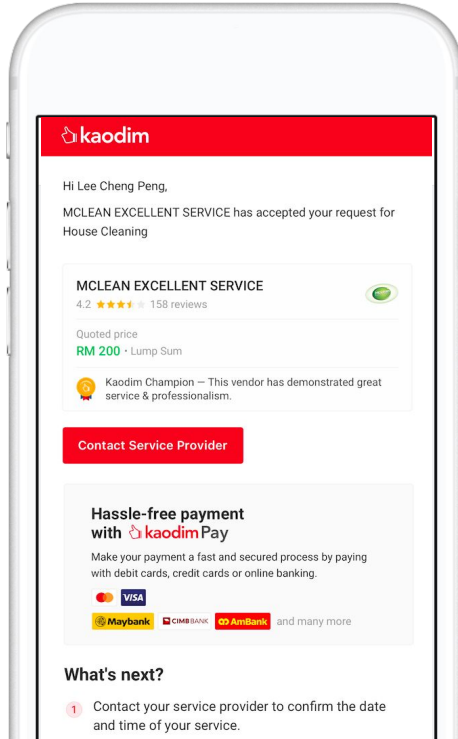 kaodim
Hi Lee Cheng Peng,
MCLEAN EXCELLENT SERVICE has accepted your request for
House Cleaning
MCLEAN EXCELLENT SERVICE
4.2 158 reviews
Quoted price
RM 200 • Lump Sum
Kaodim Champion — This vendor has demonstrated great
service & professionalism.
Contact Service Provider
Hassle-free payment
with kaodim Pay
Make your payment a fast and secured process by paying
with debit cards, credit cards or online banking.
VISA
Maybank CIMB BANK AmBank and many more
What's next?
1 Contact your service provider to confirm the date
and time of your service.